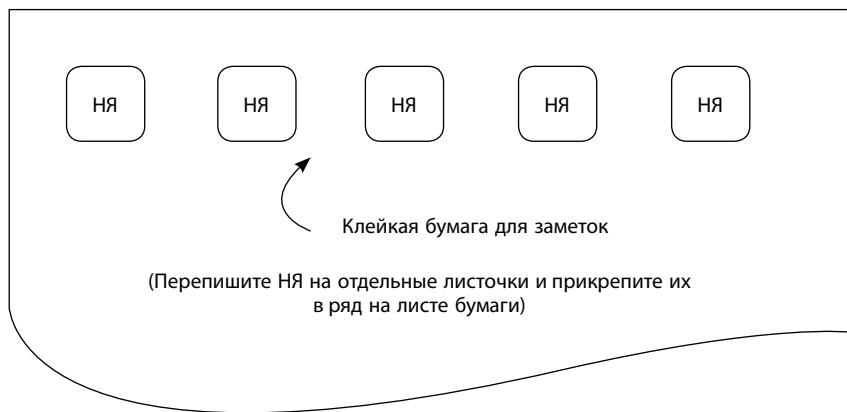 НЯ НЯ НЯ НЯ НЯ
Клейкая бумага для заметок
(Перепишите НЯ на отдельные листочки и прикрепите их
в ряд на листе бумаги)